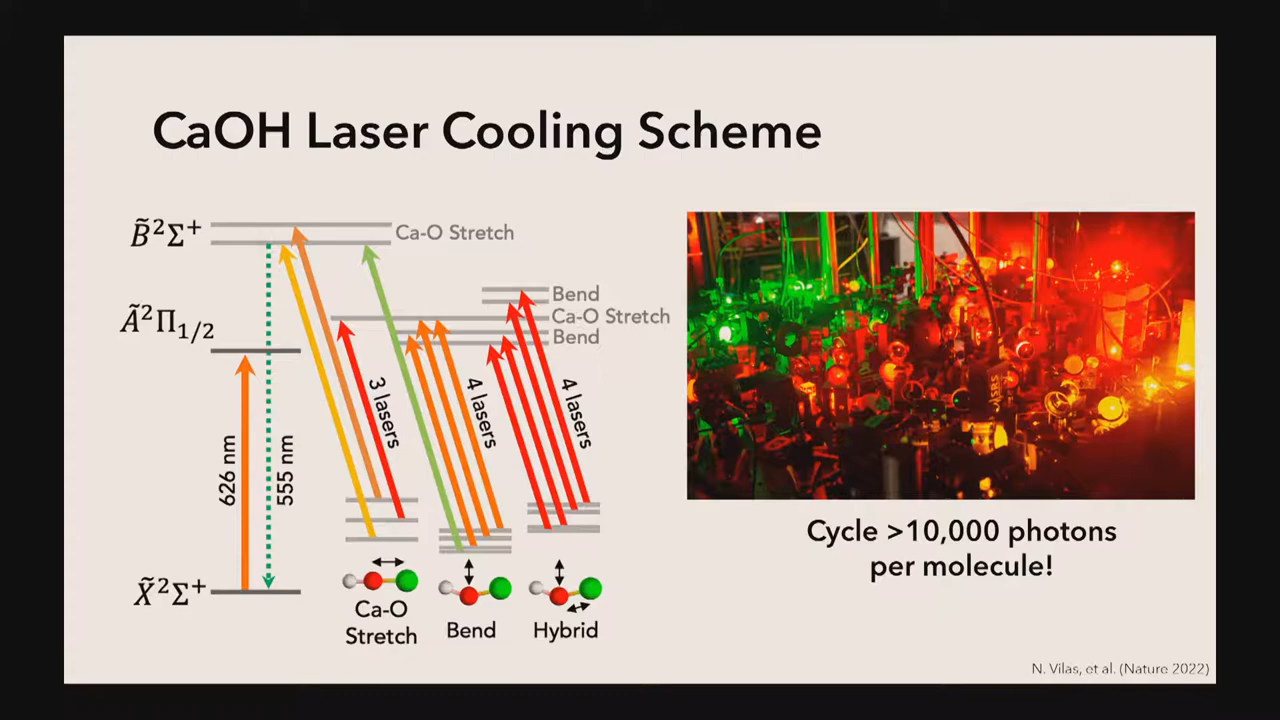 CaOH Laser Cooling Scheme
B̃²Σ⁺
Ca-O Stretch
Ã²Π₁/₂
Bend
Ca-O Stretch
Bend
3 lasers
4 lasers
4 lasers
626 nm
555 nm
X̃²Σ⁺
Ca-O
Stretch
Bend
Hybrid
Cycle >10,000 photons
per molecule!
N. Vilas, et al. (Nature 2022)